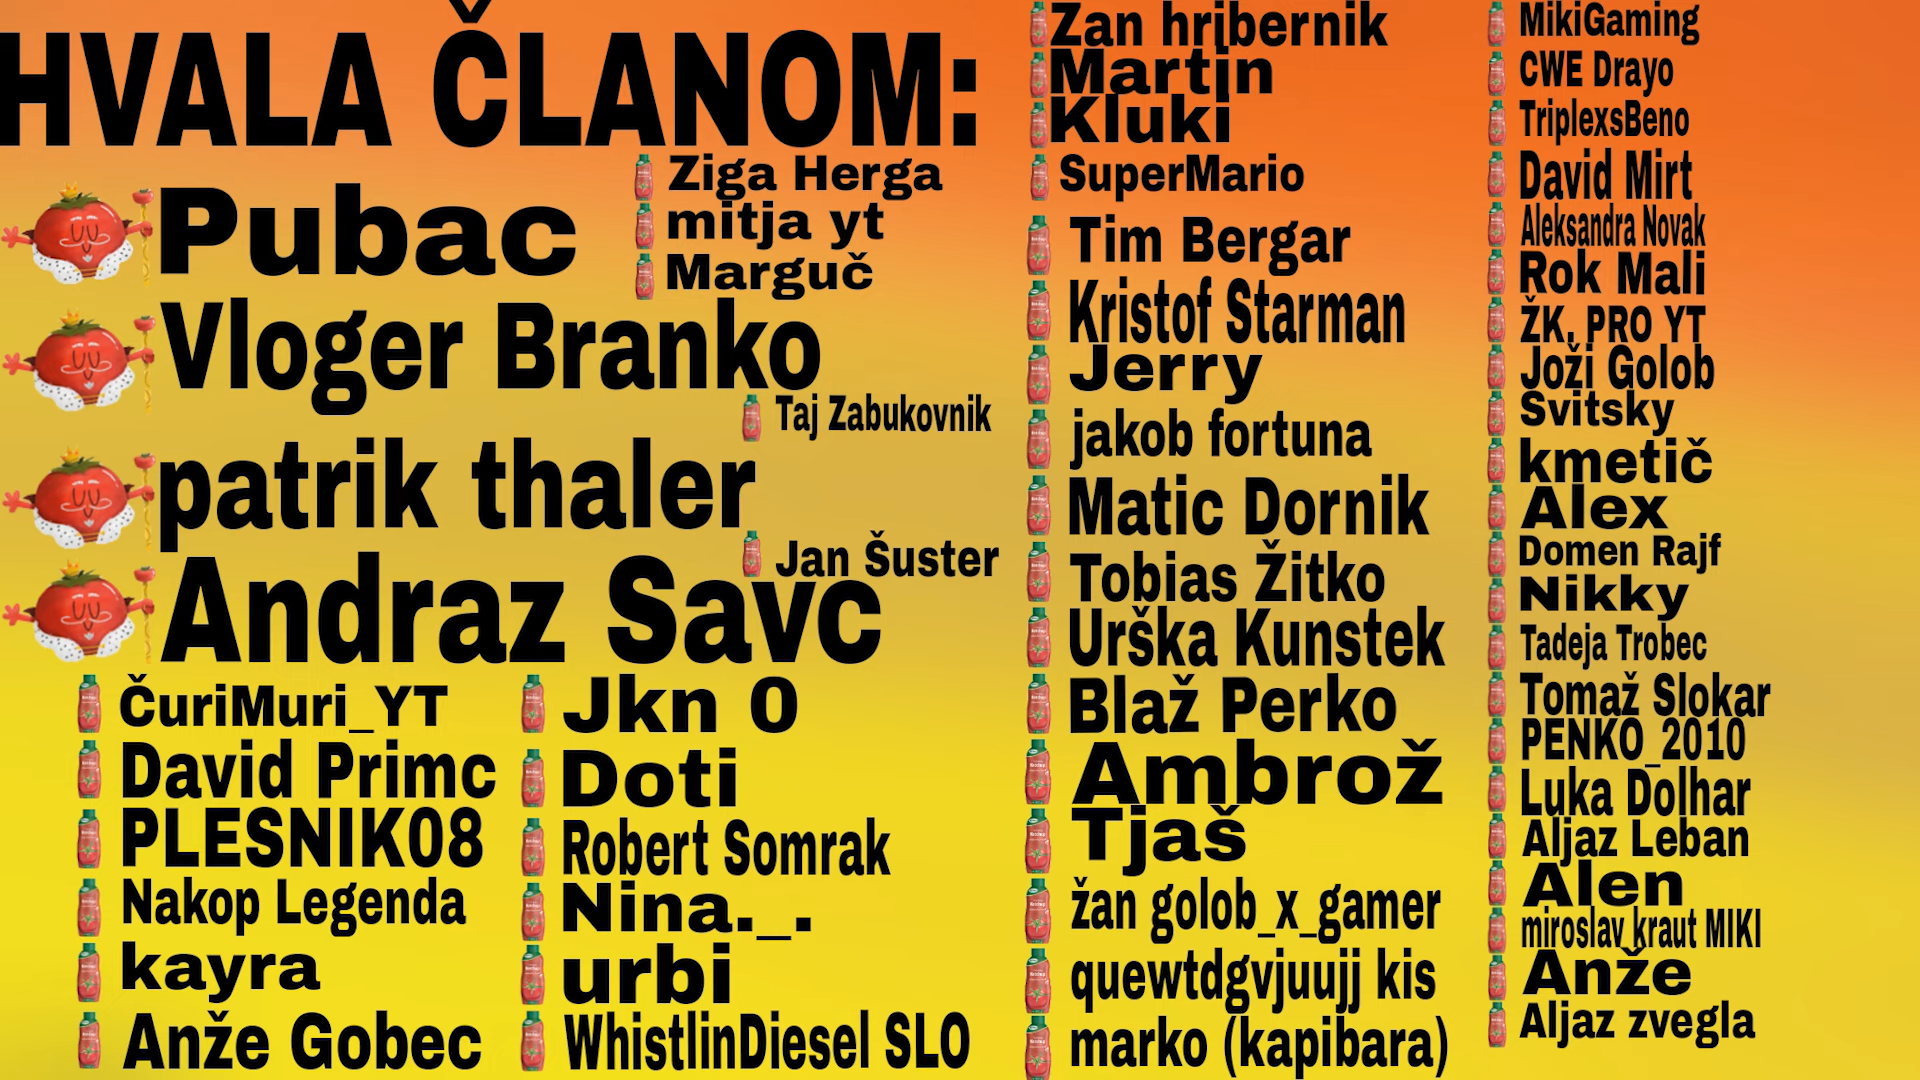 HVALA ČLANOM:
Pubac
Vloger Branko
patrik thaler
Andraz Savc
Ziga Herga
mitja yt
Marguč
Taj Zabukovnik
Jan Šuster
ČuriMuri_YT
David Primc
PLESNIK08
Nakop Legenda
kayra
Anže Gobec
Jkn 0
Doti
Robert Somrak
Nina._.
urbi
WhistlinDiesel SLO
Zan hribernik
Martin
Kluki
SuperMario
Tim Bergar
Kristof Starman
Jerry
jakob fortuna
Matic Dornik
Tobias Žitko
Urška Kunstek
Blaž Perko
Ambrož
Tjaš
žan golob_x_gamer
quewtdgvjuujj kis
marko (kapibara)
MikiGaming
CWE Drayo
TriplexsBeno
David Mirt
Aleksandra Novak
Rok Mali
ŽK. PRO YT
Joži Golob
Svitsky
kmetič
Alex
Domen Rajf
Nikky
Tadeja Trobec
Tomaž Slokar
PENKO_2010
Luka Dolhar
Aljaz Leban
Alen
miroslav kraut MIKI
Anže
Aljaz zvegla